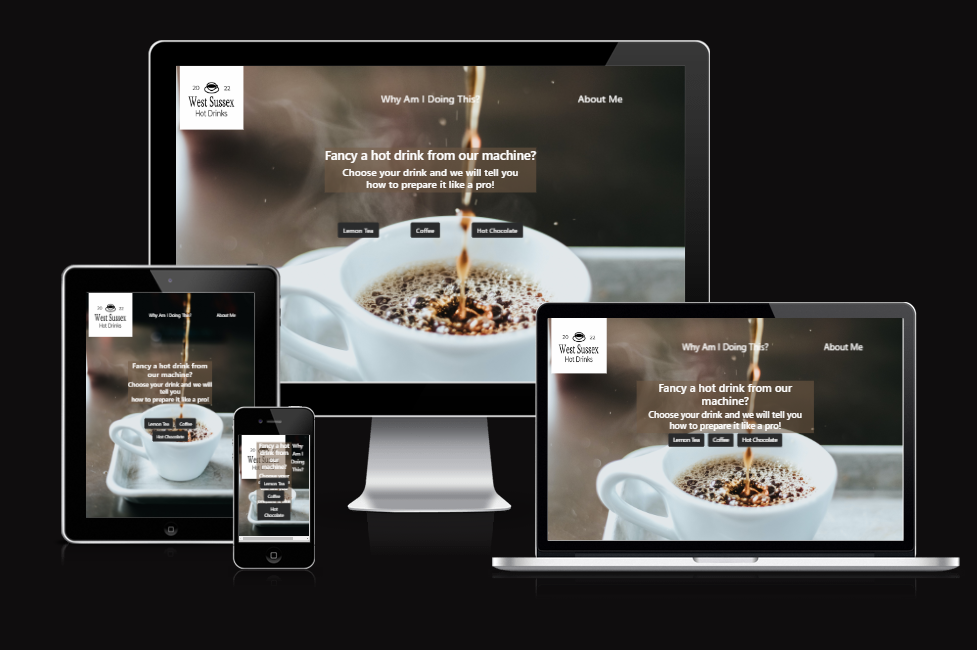 20 22
West Sussex
Hot Drinks
Why Am I Doing This?
About Me
Fancy a hot drink from our machine?
Choose your drink and we will tell you
how to prepare it like a pro!
Lemon Tea
Coffee
Hot Chocolate
20 22
West Sussex
Hot Drinks
Why Am I Doing This?
About Me
Fancy a hot drink from
our machine?
Choose your drink and we will
tell you
how to prepare it like a pro!
Lemon Tea
Coffee
Hot Chocolate
Fancy a hot
drink from
our
machine?
Why
Am I
Doing
This?
Lemon Tea
Coffee
Hot
Chocolate
20 22
West Sussex
Hot Drinks
Why Am I Doing This?
About Me
Fancy a hot drink from our
machine?
Choose your drink and we will tell you
how to prepare it like a pro!
Lemon Tea
Coffee
Hot Chocolate